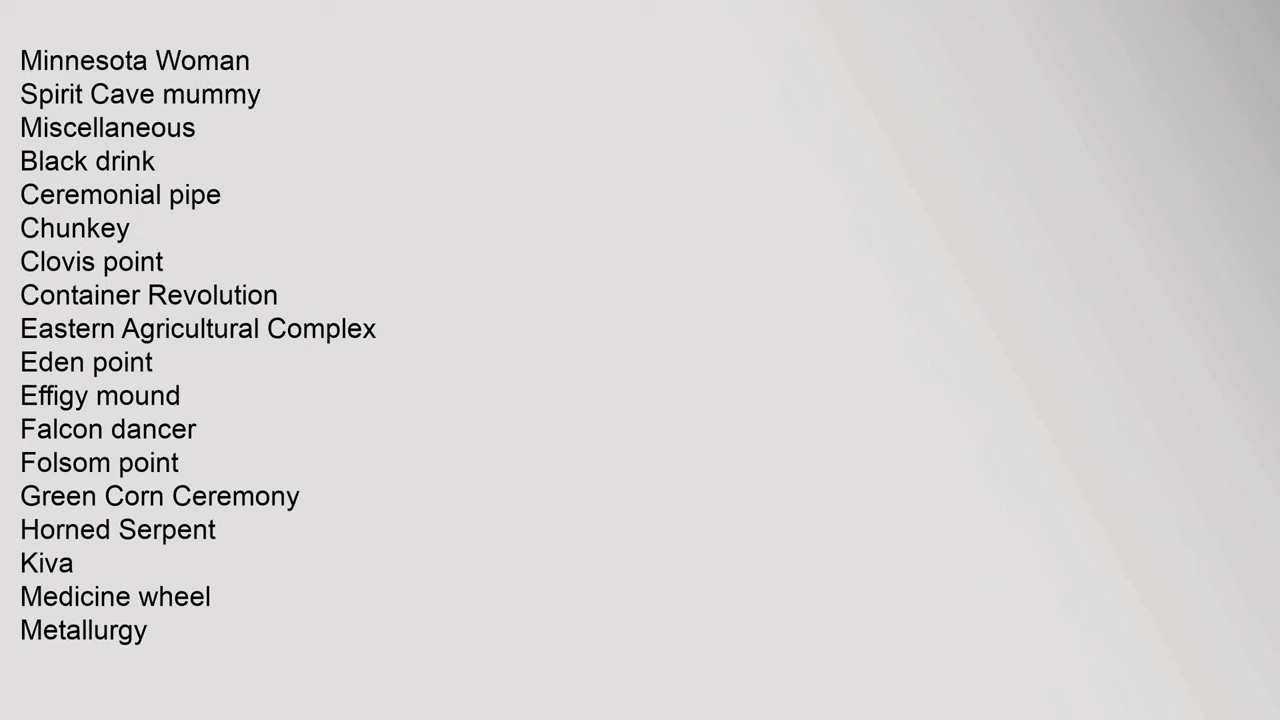 Minnesota Woman
Spirit Cave mummy
Miscellaneous
Black drink
Ceremonial pipe
Chunkey
Clovis point
Container Revolution
Eastern Agricultural Complex
Eden point
Effigy mound
Falcon dancer
Folsom point
Green Corn Ceremony
Horned Serpent
Kiva
Medicine wheel
Metallurgy